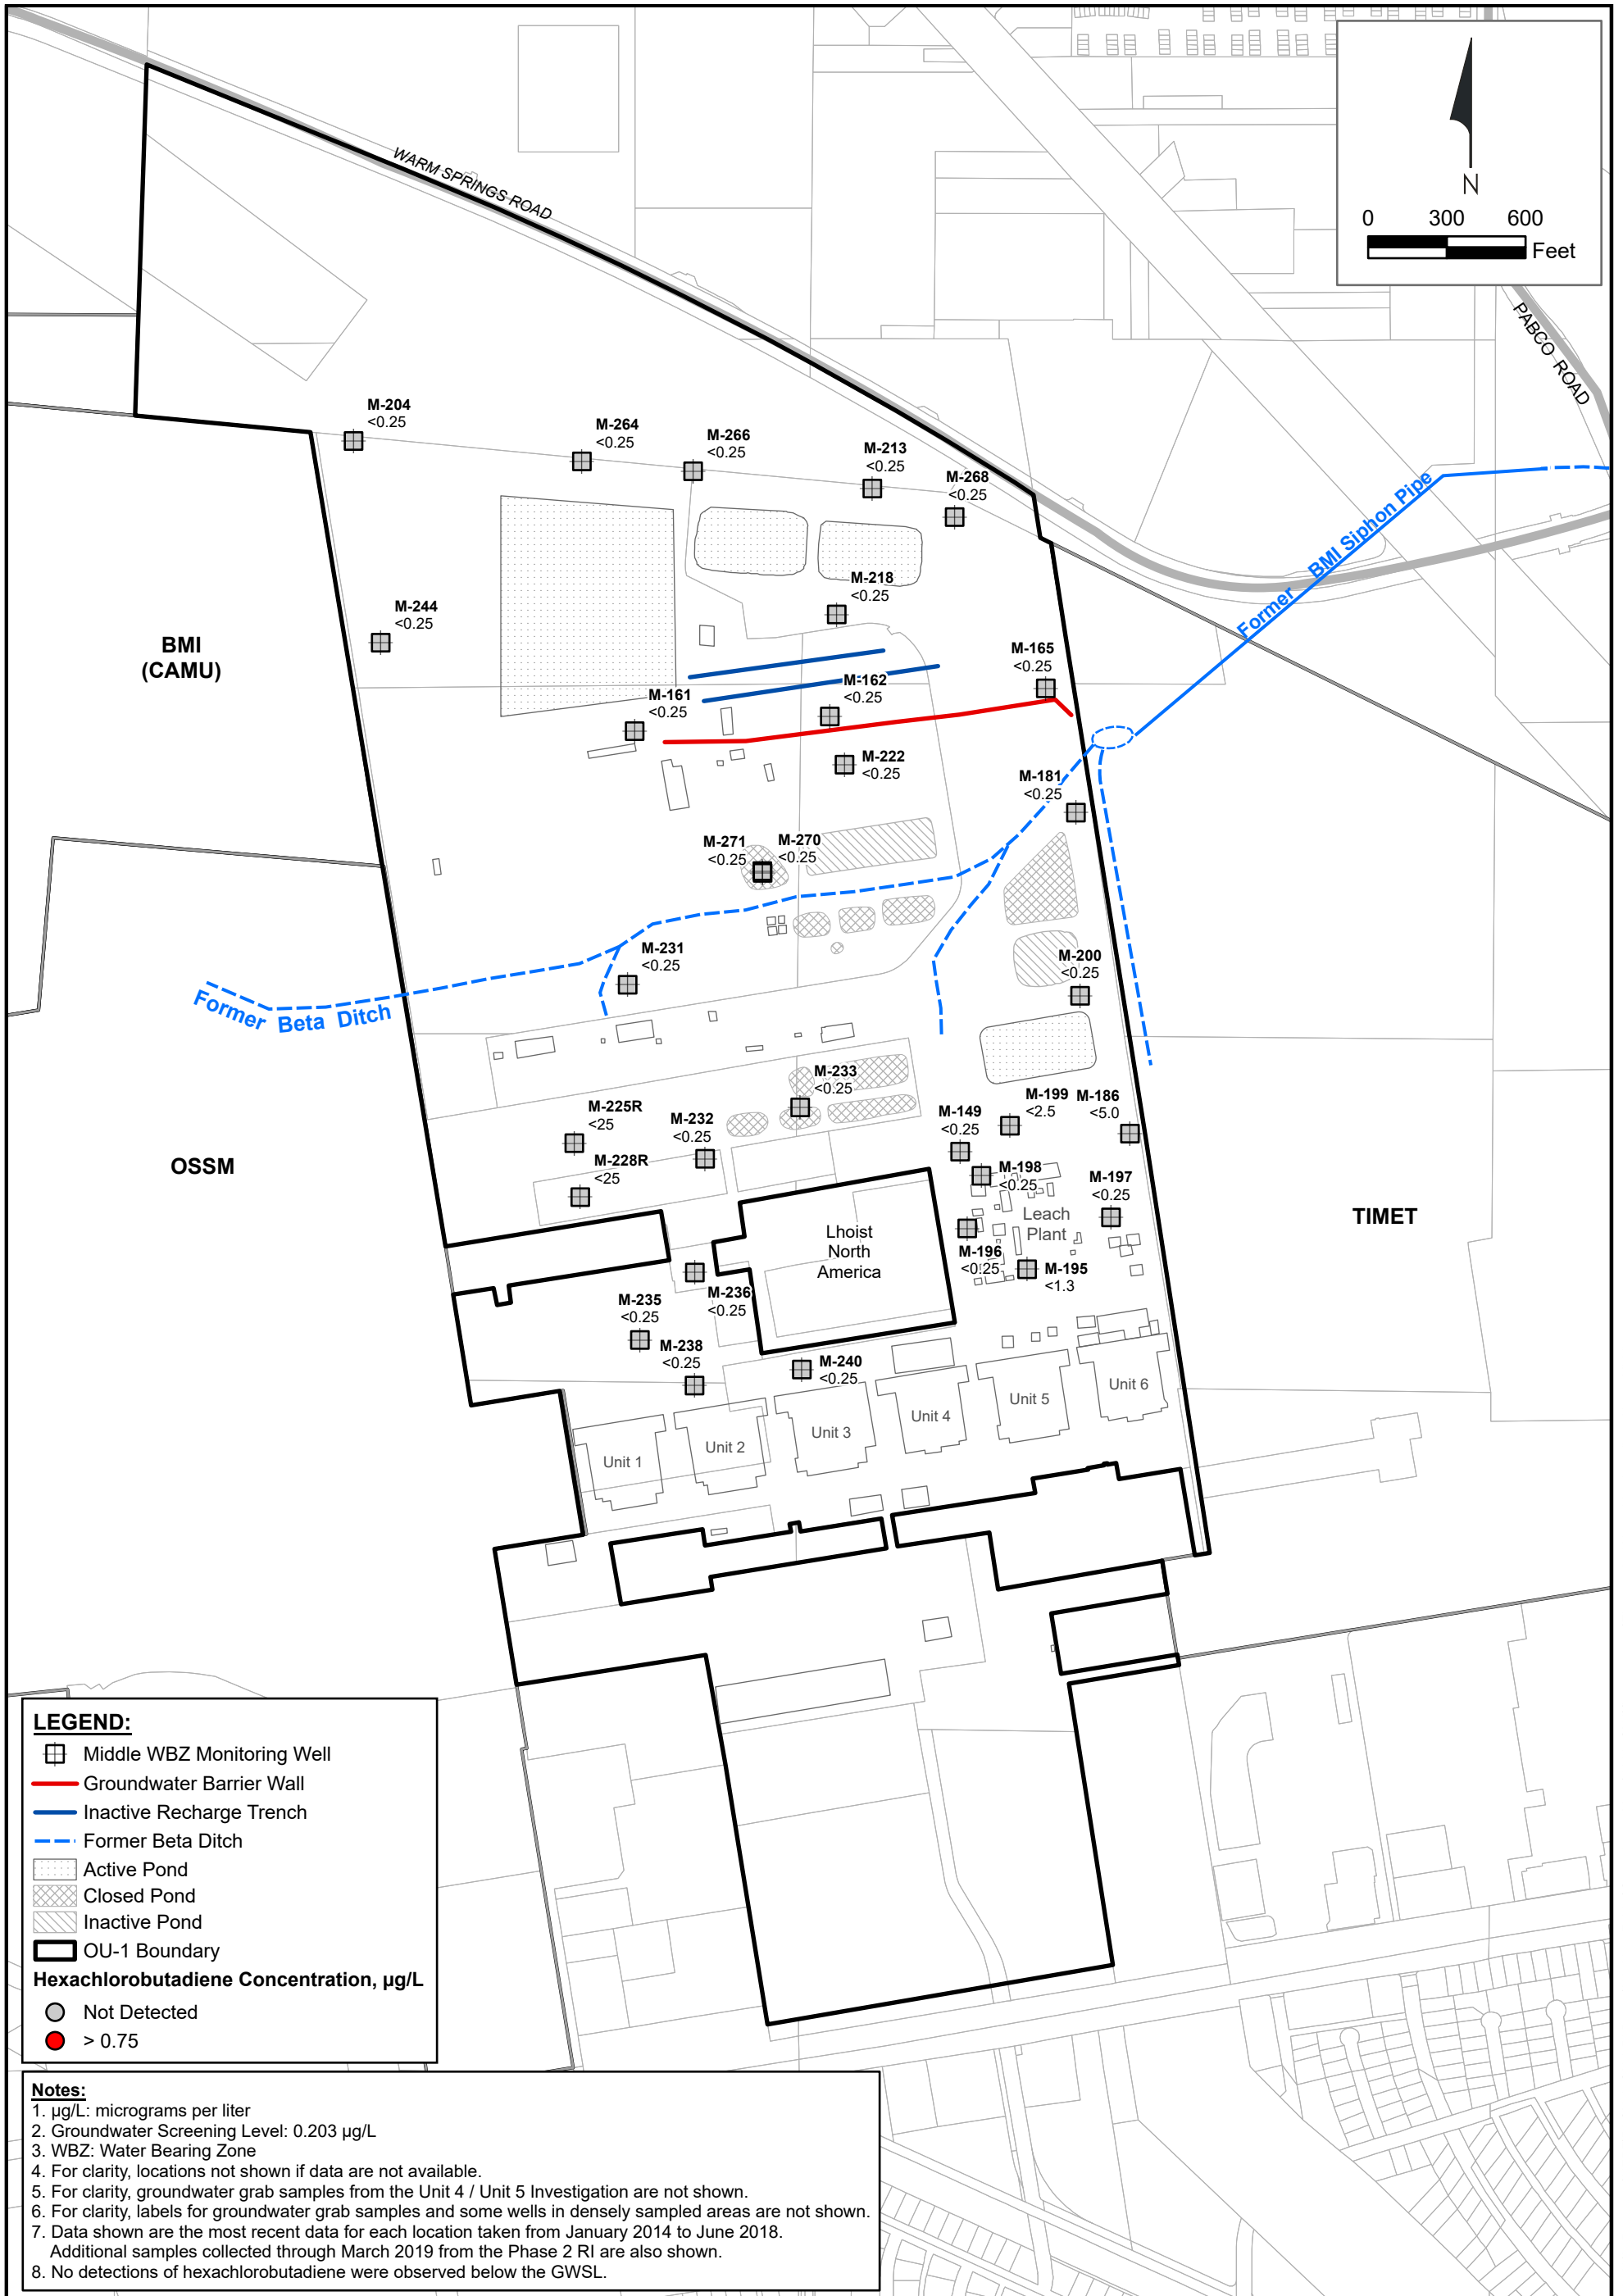 WARM SPRINGS ROAD
N
0 300 600
Feet
PABCO ROAD
M-204
<0.25
M-264
<0.25
M-266
<0.25
M-213
<0.25
M-268
<0.25
Former BMI Siphon Pipe
M-218
<0.25
M-244
<0.25
BMI
(CAMU)
M-165
<0.25
M-161
<0.25
M-162
<0.25
M-222
<0.25
M-181
<0.25
M-271
<0.25
M-270
<0.25
M-231
<0.25
M-200
<0.25
Former Beta Ditch
M-233
<0.25
M-225R
<25
M-232
<0.25
M-149
<0.25
M-199
<2.5
M-186
<5.0
OSSM
M-228R
<25
M-198
<0.25
M-197
<0.25
Leach
Plant
TIMET
Lhoist
North
America
M-196
<0.25
M-195
<1.3
M-236
<0.25
M-235
<0.25
M-238
<0.25
M-240
<0.25
Unit 1
Unit 2
Unit 3
Unit 4
Unit 5
Unit 6
LEGEND:
Middle WBZ Monitoring Well
Groundwater Barrier Wall
Inactive Recharge Trench
Former Beta Ditch
Active Pond
Closed Pond
Inactive Pond
OU-1 Boundary
Hexachlorobutadiene Concentration, µg/L
Not Detected
> 0.75
Notes:
1. µg/L: micrograms per liter
2. Groundwater Screening Level: 0.203 µg/L
3. WBZ: Water Bearing Zone
4. For clarity, locations not shown if data are not available.
5. For clarity, groundwater grab samples from the Unit 4 / Unit 5 Investigation are not shown.
6. For clarity, labels for groundwater grab samples and some wells in densely sampled areas are not shown.
7. Data shown are the most recent data for each location taken from January 2014 to June 2018.
Additional samples collected through March 2019 from the Phase 2 RI are also shown.
8. No detections of hexachlorobutadiene were observed below the GWSL.